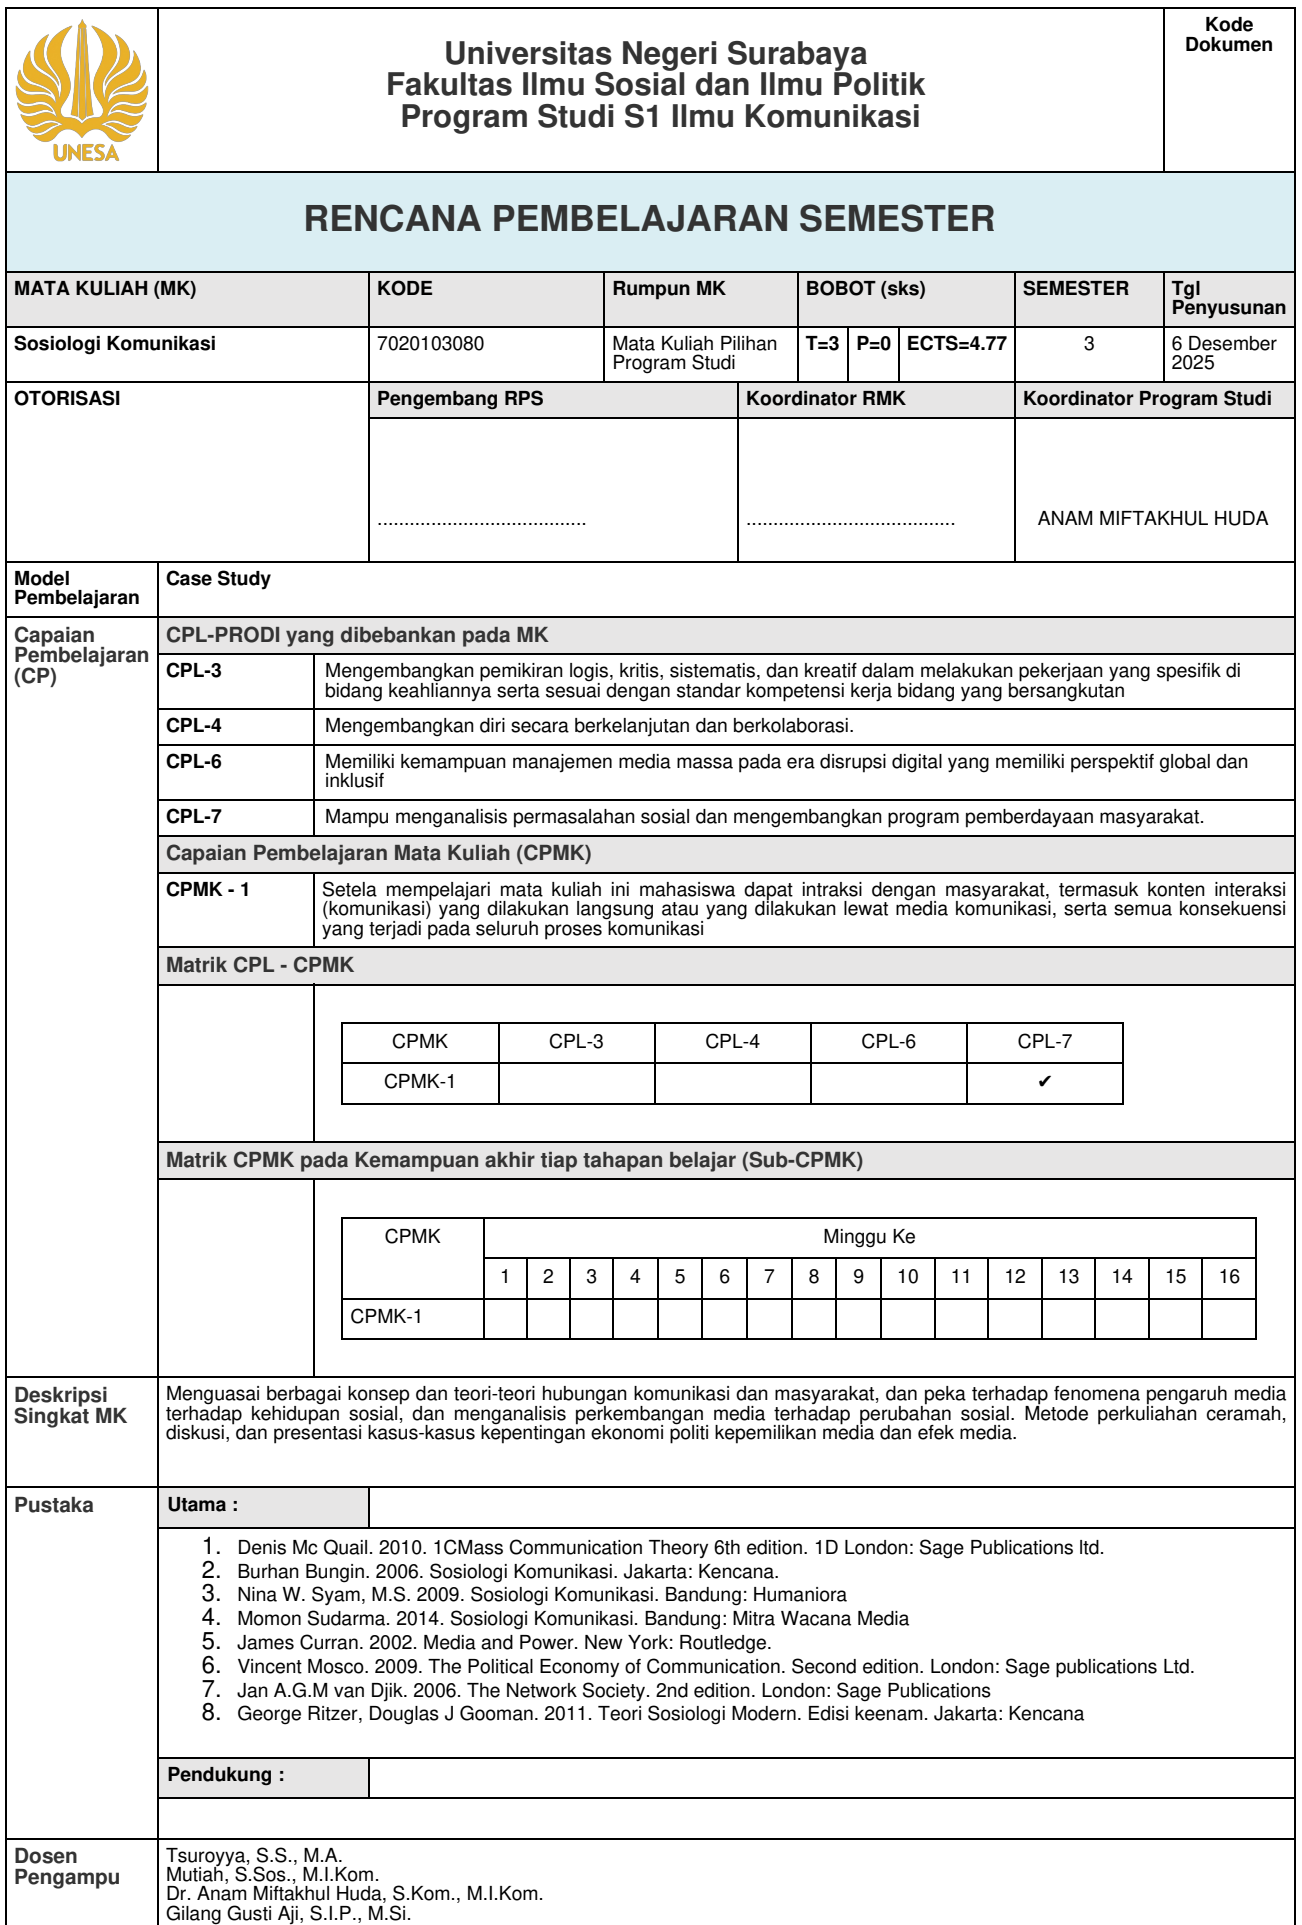 UNESA
Universitas Negeri Surabaya
Fakultas Ilmu Sosial dan Ilmu Politik
Program Studi S1 Ilmu Komunikasi
Kode
Dokumen
RENCANA PEMBELAJARAN SEMESTER
MATA KULIAH (MK) KODE Rumpun MK BOBOT (sks) SEMESTER Tgl
Penyusunan
Sosiologi Komunikasi 7020103080 Mata Kuliah Pilihan T=3 P=0 ECTS=4.77 3 6 Desember
Program Studi 2025
OTORISASI Pengembang RPS Koordinator RMK Koordinator Program Studi
....................................... ....................................... ANAM MIFTAKHUL HUDA
Model
Pembelajaran
Case Study
Capaian
Pembelajaran
(CP)
CPL-PRODI yang dibebankan pada MK
CPL-3 Mengembangkan pemikiran logis, kritis, sistematis, dan kreatif dalam melakukan pekerjaan yang spesifik di
bidang keahliannya serta sesuai dengan standar kompetensi kerja bidang yang bersangkutan
CPL-4 Mengembangkan diri secara berkelanjutan dan berkolaborasi.
CPL-6 Memiliki kemampuan manajemen media massa pada era disrupsi digital yang memiliki perspektif global dan
inklusif
CPL-7 Mampu menganalisis permasalahan sosial dan mengembangkan program pemberdayaan masyarakat.
Capaian Pembelajaran Mata Kuliah (CPMK)
CPMK - 1 Setela mempelajari mata kuliah ini mahasiswa dapat intraksi dengan masyarakat, termasuk konten interaksi
(komunikasi) yang dilakukan langsung atau yang dilakukan lewat media komunikasi, serta semua konsekuensi
yang terjadi pada seluruh proses komunikasi
Matrik CPL - CPMK
CPMK CPL-3 CPL-4 CPL-6 CPL-7
CPMK-1 ✔
Matrik CPMK pada Kemampuan akhir tiap tahapan belajar (Sub-CPMK)
CPMK Minggu Ke
1 2 3 4 5 6 7 8 9 10 11 12 13 14 15 16
CPMK-1
Deskripsi
Singkat MK
Menguasai berbagai konsep dan teori-teori hubungan komunikasi dan masyarakat, dan peka terhadap fenomena pengaruh media
terhadap kehidupan sosial, dan menganalisis perkembangan media terhadap perubahan sosial. Metode perkuliahan ceramah,
diskusi, dan presentasi kasus-kasus kepentingan ekonomi politi kepemilikan media dan efek media.
Pustaka
Utama :
1. Denis Mc Quail. 2010. 1CMass Communication Theory 6th edition. 1D London: Sage Publications ltd.
2. Burhan Bungin. 2006. Sosiologi Komunikasi. Jakarta: Kencana.
3. Nina W. Syam, M.S. 2009. Sosiologi Komunikasi. Bandung: Humaniora
4. Momon Sudarma. 2014. Sosiologi Komunikasi. Bandung: Mitra Wacana Media
5. James Curran. 2002. Media and Power. New York: Routledge.
6. Vincent Mosco. 2009. The Political Economy of Communication. Second edition. London: Sage publications Ltd.
7. Jan A.G.M van Djik. 2006. The Network Society. 2nd edition. London: Sage Publications
8. George Ritzer, Douglas J Gooman. 2011. Teori Sosiologi Modern. Edisi keenam. Jakarta: Kencana
Pendukung :
Dosen
Pengampu
Tsuroyya, S.S., M.A.
Mutiah, S.Sos., M.I.Kom.
Dr. Anam Miftakhul Huda, S.Kom., M.I.Kom.
Gilang Gusti Aji, S.I.P., M.Si.